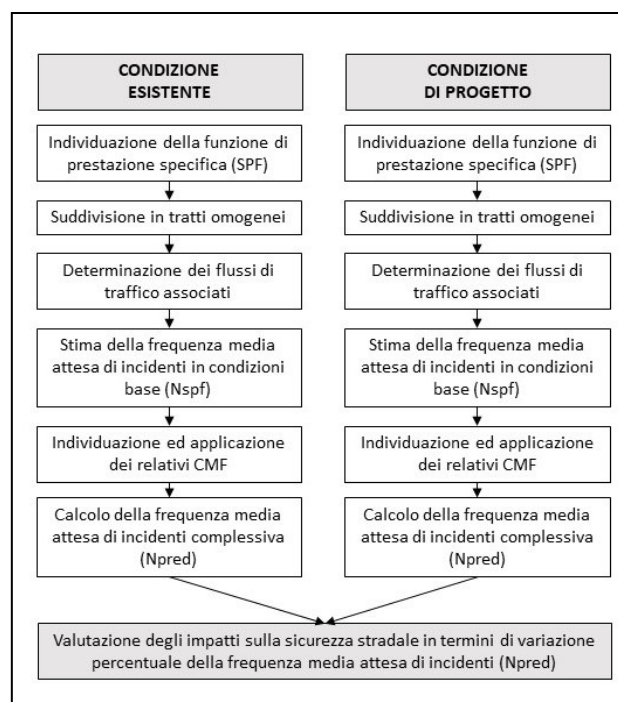 CONDIZIONE
ESISTENTE
Individuazione della funzione di
prestazione specifica (SPF)
Suddivisione in tratti omogenei
Determinazione dei flussi di
traffico associati
Stima della frequenza media
attesa di incidenti in condizioni
base (Nspf)
Individuazione ed applicazione
dei relativi CMF
Calcolo della frequenza media
attesa di incidenti complessiva
(Npred)
CONDIZIONE
DI PROGETTO
Individuazione della funzione di
prestazione specifica (SPF)
Suddivisione in tratti omogenei
Determinazione dei flussi di
traffico associati
Stima della frequenza media
attesa di incidenti in condizioni
base (Nspf)
Individuazione ed applicazione
dei relativi CMF
Calcolo della frequenza media
attesa di incidenti complessiva
(Npred)
Valutazione degli impatti sulla sicurezza stradale in termini di variazione
percentuale della frequenza media attesa di incidenti (Npred)